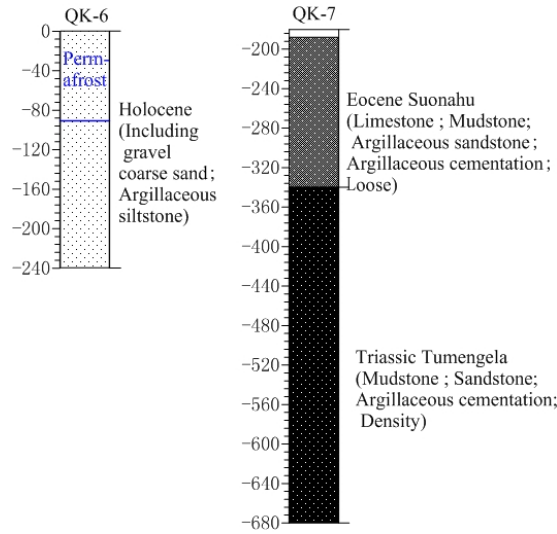 QK-6
0
-40
-80
-120
-160
-200
-240
Perm-
afrost
Holocene
(Including
gravel
coarse sand;
Argillaceous
siltstone)
QK-7
-200
-240
-280
-320
-360
-400
-440
-480
-520
-560
-600
-640
-680
Eocene Suonahu
(Limestone ; Mudstone;
Argillaceous sandstone;
Argillaceous cementation;
Loose)
Triassic Tumengela
(Mudstone ; Sandstone;
Argillaceous cementation;
Density)